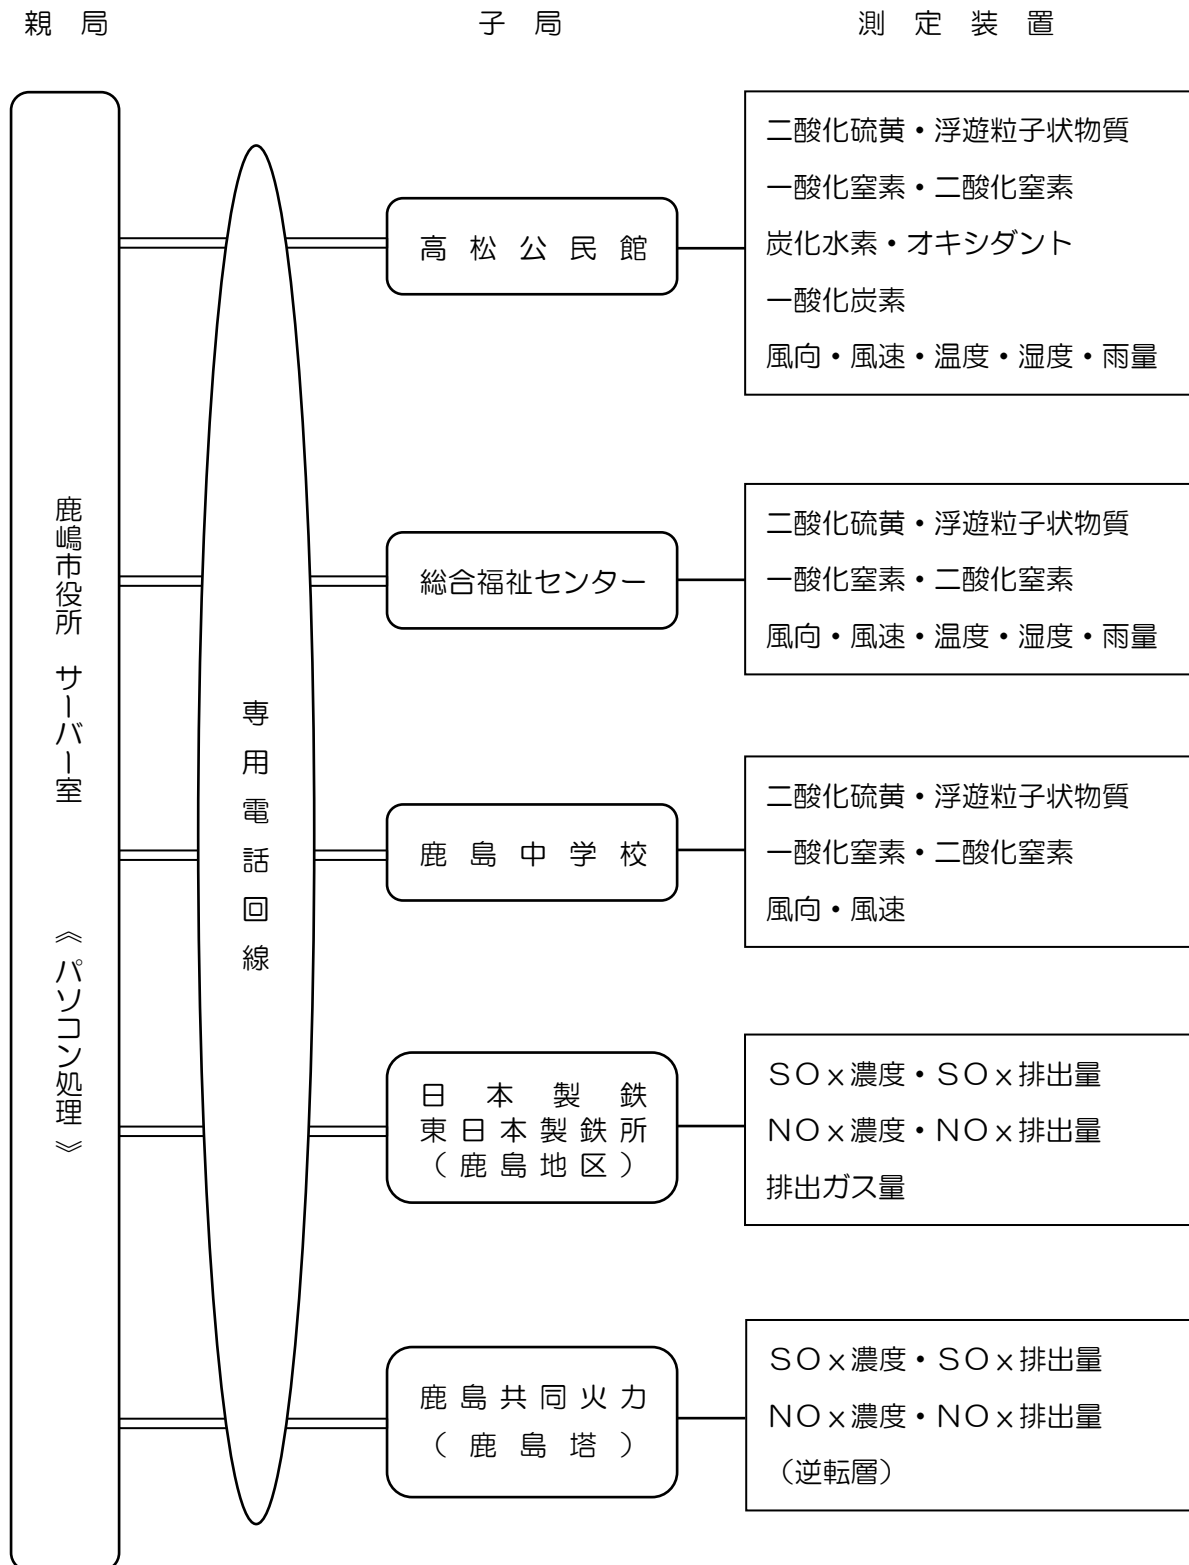 親局
子局
測定装置
鹿嶋市役所 サーバー室 《パソコン処理》
専用電話回線
高松公民館
二酸化硫黄・浮遊粒子状物質
一酸化窒素・二酸化窒素
炭化水素・オキシダント
一酸化炭素
風向・風速・温度・湿度・雨量
総合福祉センター
二酸化硫黄・浮遊粒子状物質
一酸化窒素・二酸化窒素
風向・風速・温度・湿度・雨量
鹿島中学校
二酸化硫黄・浮遊粒子状物質
一酸化窒素・二酸化窒素
風向・風速
日本製鉄
東日本製鉄所
（鹿島地区）
ＳＯｘ濃度・ＳＯｘ排出量
ＮＯｘ濃度・ＮＯｘ排出量
排出ガス量
鹿島共同火力
（鹿島塔）
ＳＯｘ濃度・ＳＯｘ排出量
ＮＯｘ濃度・ＮＯｘ排出量
（逆転層）